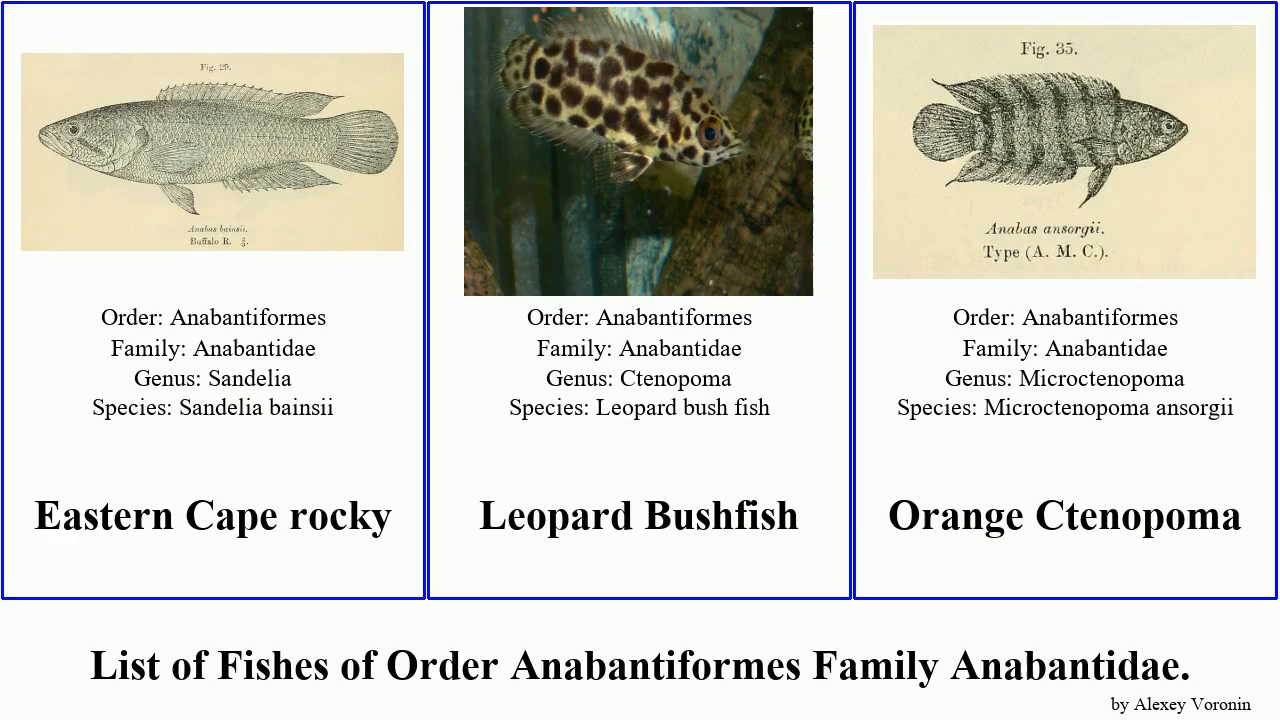 Fig. 29.
Anabas bainsii.
Buffalo R. ⅔.
Order: Anabantiformes
Family: Anabantidae
Genus: Sandelia
Species: Sandelia bainsii
Eastern Cape rocky
Order: Anabantiformes
Family: Anabantidae
Genus: Ctenopoma
Species: Leopard bush fish
Leopard Bushfish
Fig. 35.
Anabas ansorgii.
Type (A. M. C.).
Order: Anabantiformes
Family: Anabantidae
Genus: Microctenopoma
Species: Microctenopoma ansorgii
Orange Ctenopoma
List of Fishes of Order Anabantiformes Family Anabantidae.
by Alexey Voronin